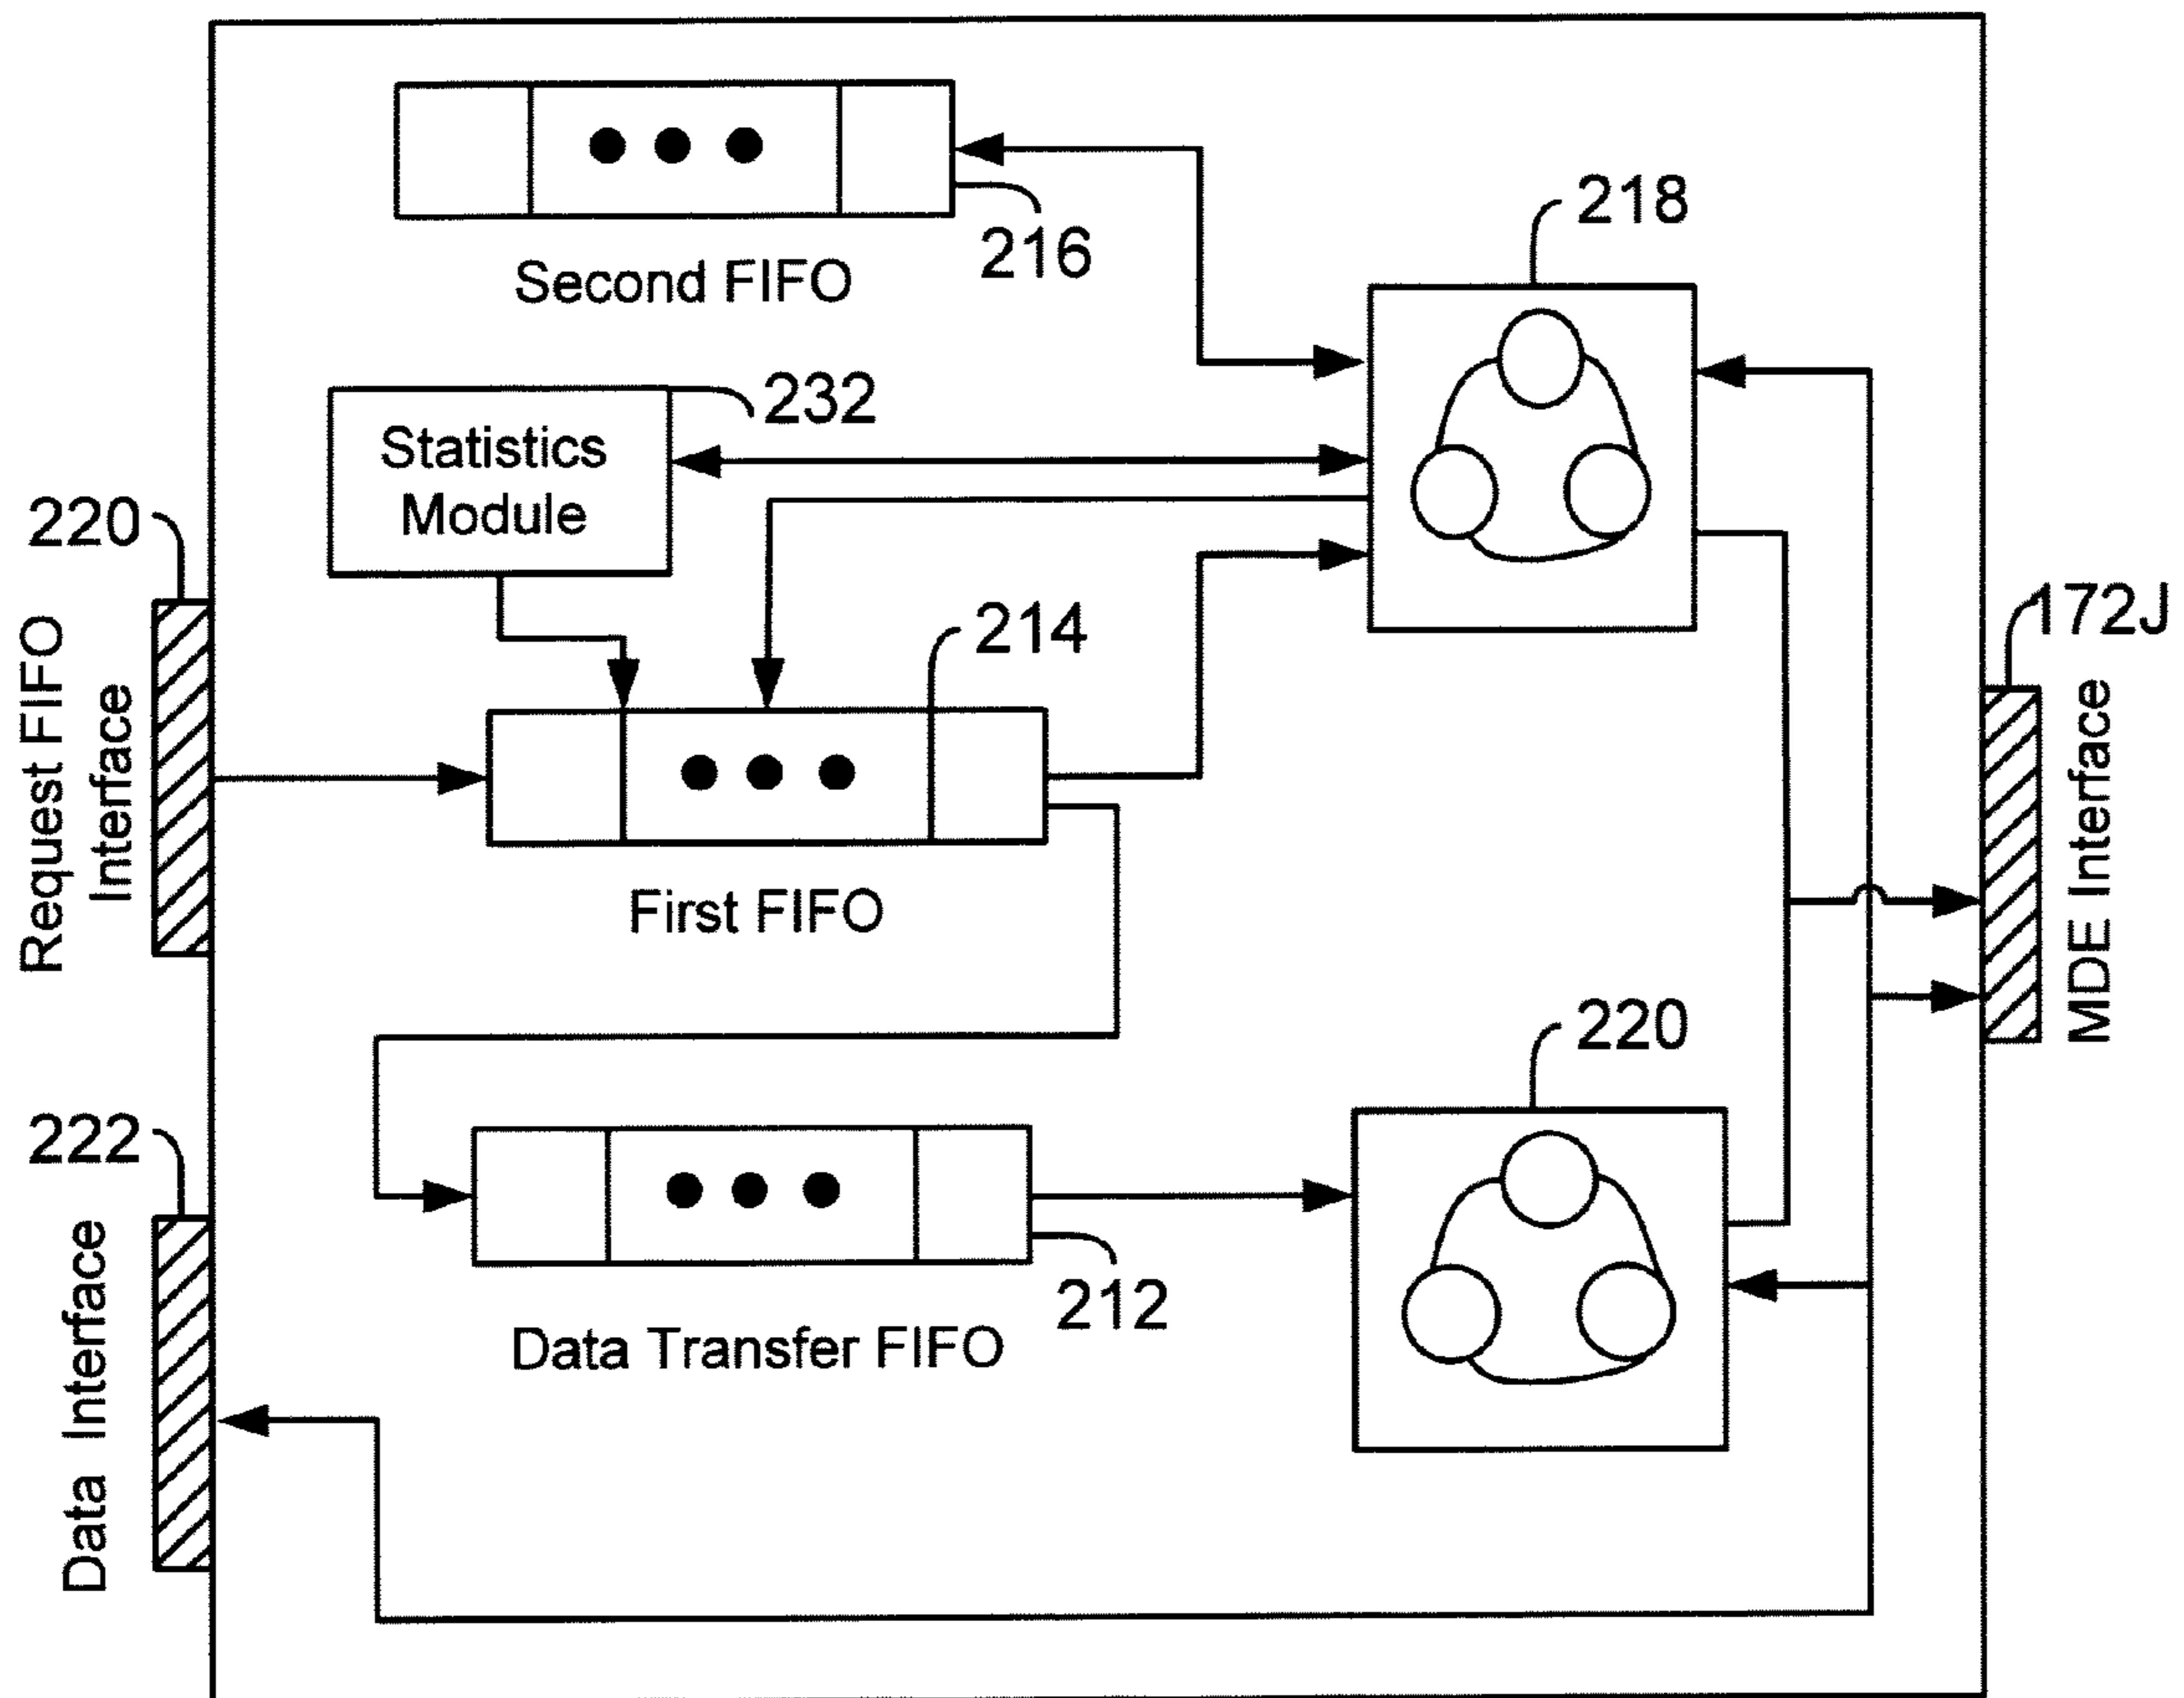 216
Second FIFO
218
232
Statistics
Module
220
Request FIFO
Interface
214
First FIFO
172J
MDE Interface
220
222
Data Interface
212
Data Transfer FIFO